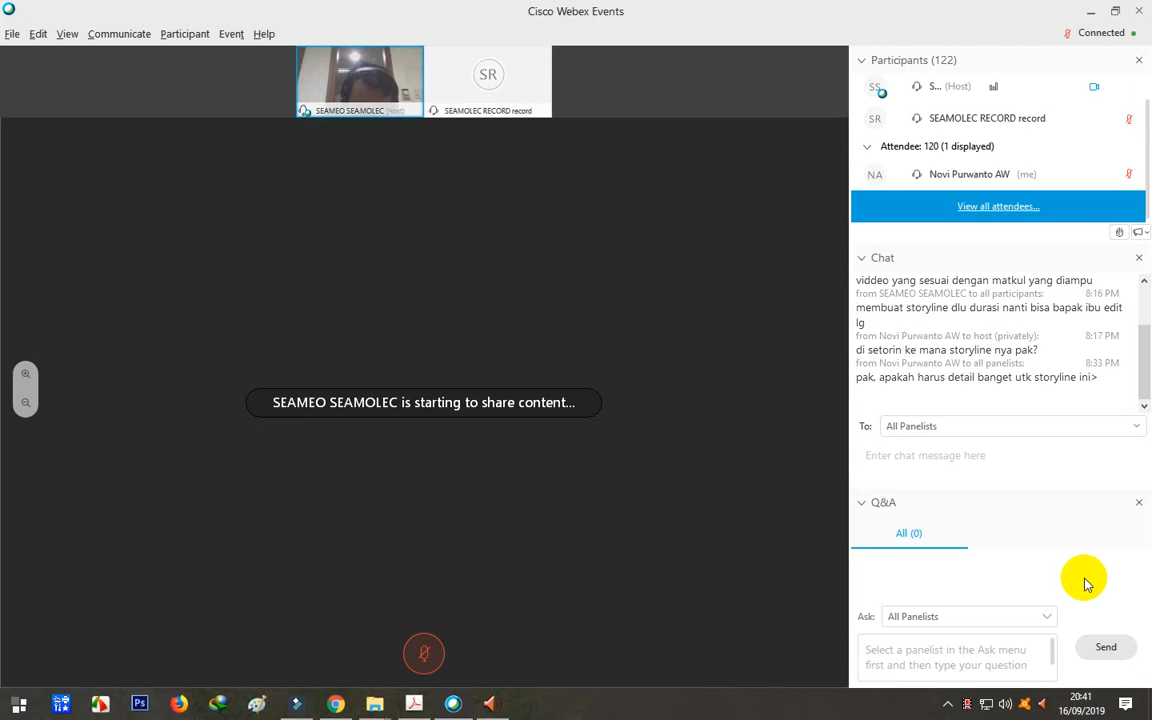 Cisco Webex Events
File Edit View Communicate Participant Event Help
Connected
SEAMEO SEAMOLEC (Host)
SR
SEAMOLEC RECORD record
Participants (122)
SS S... (Host)
SR SEAMOLEC RECORD record
Attendee: 120 (1 displayed)
NA Novi Purwanto AW (me)
View all attendees...
Chat
viddeo yang sesuai dengan matkul yang diampu
from SEAMEO SEAMOLEC to all participants: 8:16 PM
membuat storyline dlu durasi nanti bisa bapak ibu edit
lg
from Novi Purwanto AW to host (privately): 8:17 PM
di setorin ke mana storyline nya pak?
from Novi Purwanto AW to all panelists: 8:33 PM
pak, apakah harus detail banget utk storyline ini>
To: All Panelists
Enter chat message here
Q&A
All (0)
Ask: All Panelists
Select a panelist in the Ask menu
first and then type your question
Send
SEAMEO SEAMOLEC is starting to share content...
Ps
20:41
16/09/2019